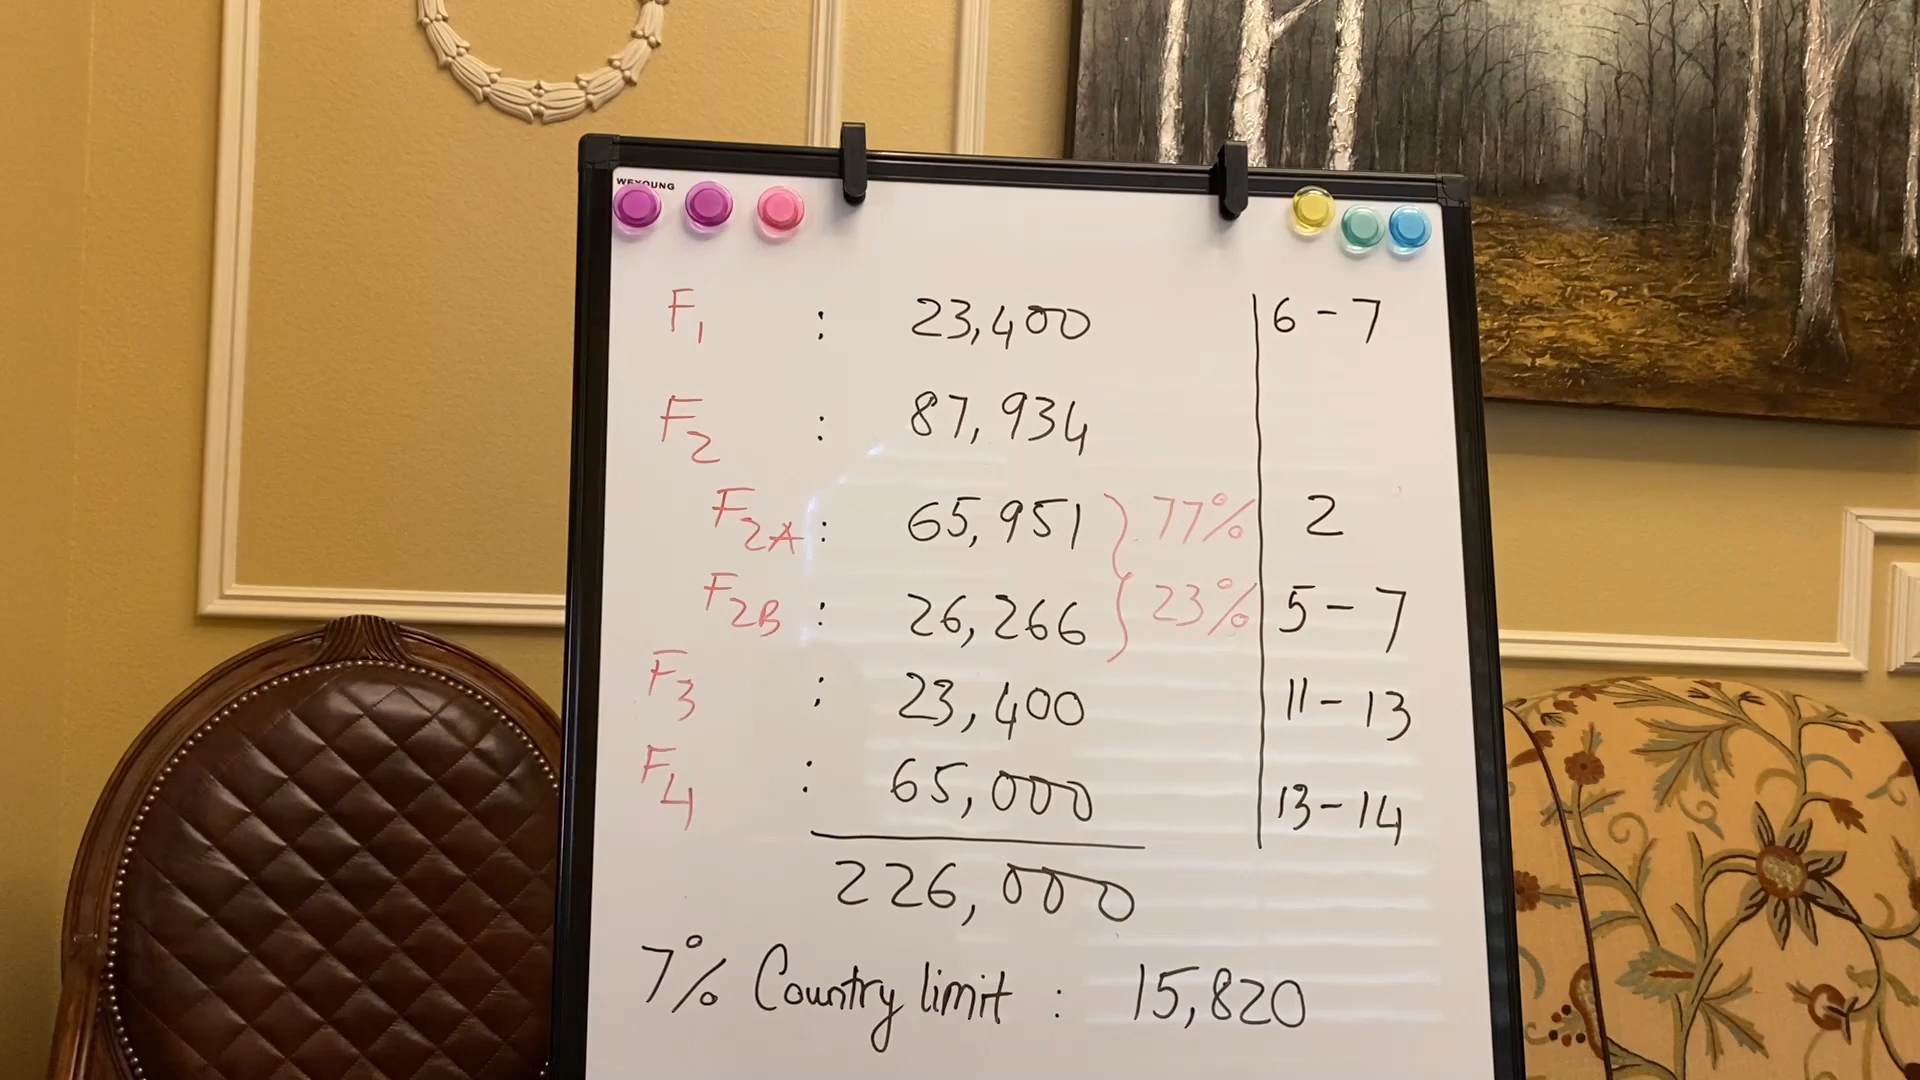 WEYOUNG
F1 : 23,400 | 6-7
F2 : 87,934
F2A : 65,951 } 77% | 2
F2B : 26,266 } 23% | 5-7
F3 : 23,400 | 11-13
F4 : 65,000 | 13-14
226,000
7% Country limit : 15,820